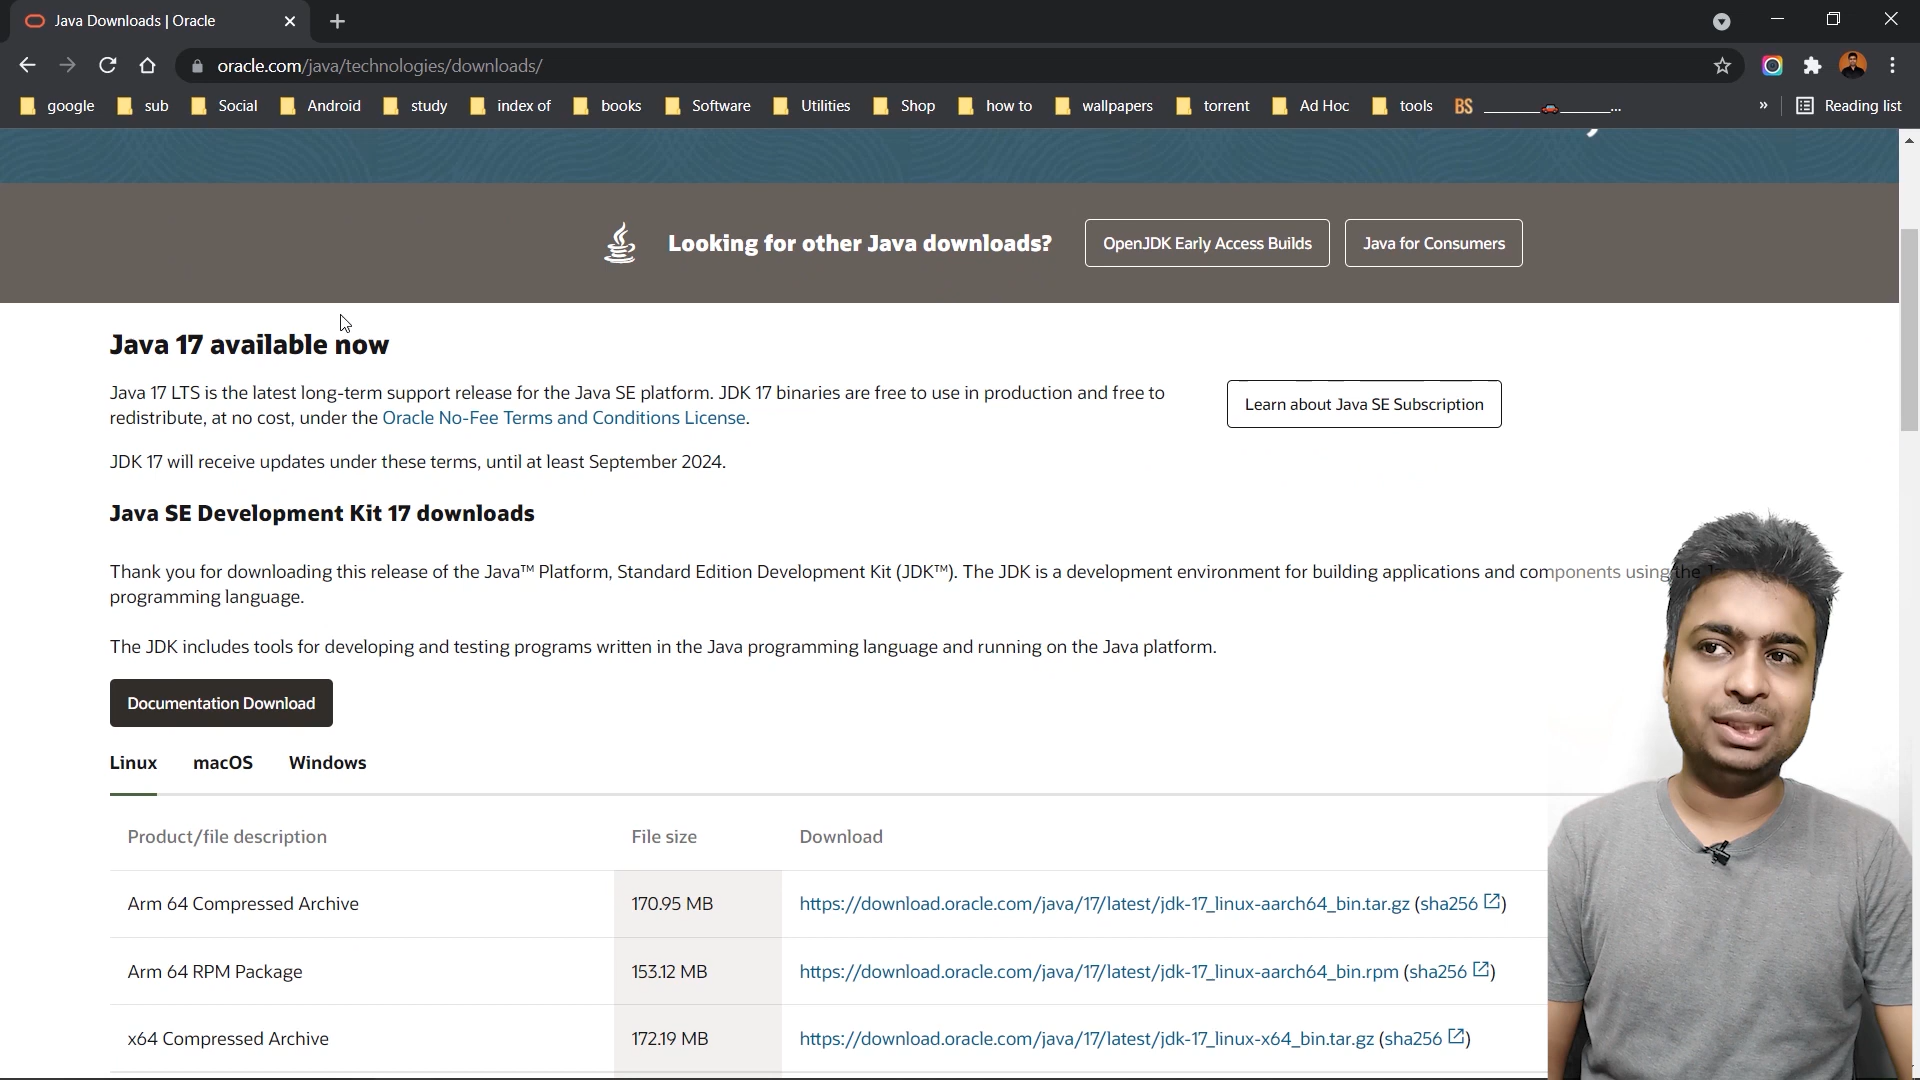 Java Downloads | Oracle
oracle.com/java/technologies/downloads/
google sub Social Android study index of books Software Utilities Shop how to wallpapers torrent Ad Hoc tools BS _______🚗_______... » Reading list
Looking for other Java downloads? OpenJDK Early Access Builds Java for Consumers
Java 17 available now
Java 17 LTS is the latest long-term support release for the Java SE platform. JDK 17 binaries are free to use in production and free to
redistribute, at no cost, under the Oracle No-Fee Terms and Conditions License.
Learn about Java SE Subscription
JDK 17 will receive updates under these terms, until at least September 2024.
Java SE Development Kit 17 downloads
Thank you for downloading this release of the Java™ Platform, Standard Edition Development Kit (JDK™). The JDK is a development environment for building applications and components using the
programming language.
The JDK includes tools for developing and testing programs written in the Java programming language and running on the Java platform.
Documentation Download
Linux macOS Windows
Product/file description File size Download
Arm 64 Compressed Archive 170.95 MB https://download.oracle.com/java/17/latest/jdk-17_linux-aarch64_bin.tar.gz (sha256)
Arm 64 RPM Package 153.12 MB https://download.oracle.com/java/17/latest/jdk-17_linux-aarch64_bin.rpm (sha256)
x64 Compressed Archive 172.19 MB https://download.oracle.com/java/17/latest/jdk-17_linux-x64_bin.tar.gz (sha256)